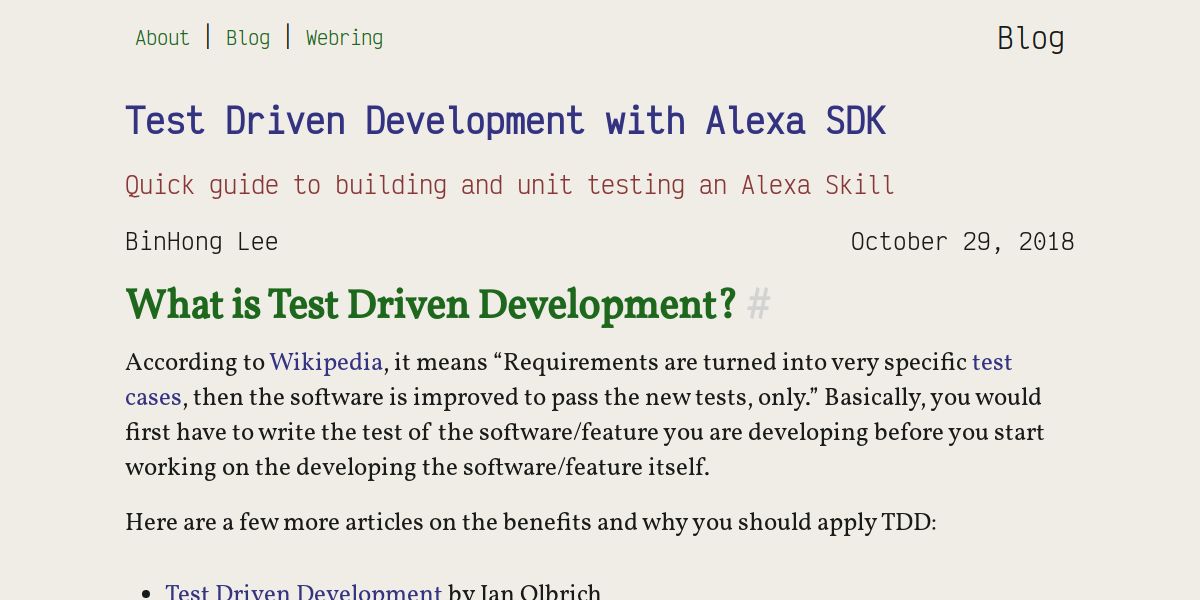 About | Blog | Webring
Blog
Test Driven Development with Alexa SDK
Quick guide to building and unit testing an Alexa Skill
BinHong Lee
October 29, 2018
What is Test Driven Development? #
According to Wikipedia, it means “Requirements are turned into very specific test
cases, then the software is improved to pass the new tests, only.” Basically, you would
first have to write the test of the software/feature you are developing before you start
working on the developing the software/feature itself.
Here are a few more articles on the benefits and why you should apply TDD:
• Test Driven Development by Ian Olbrich